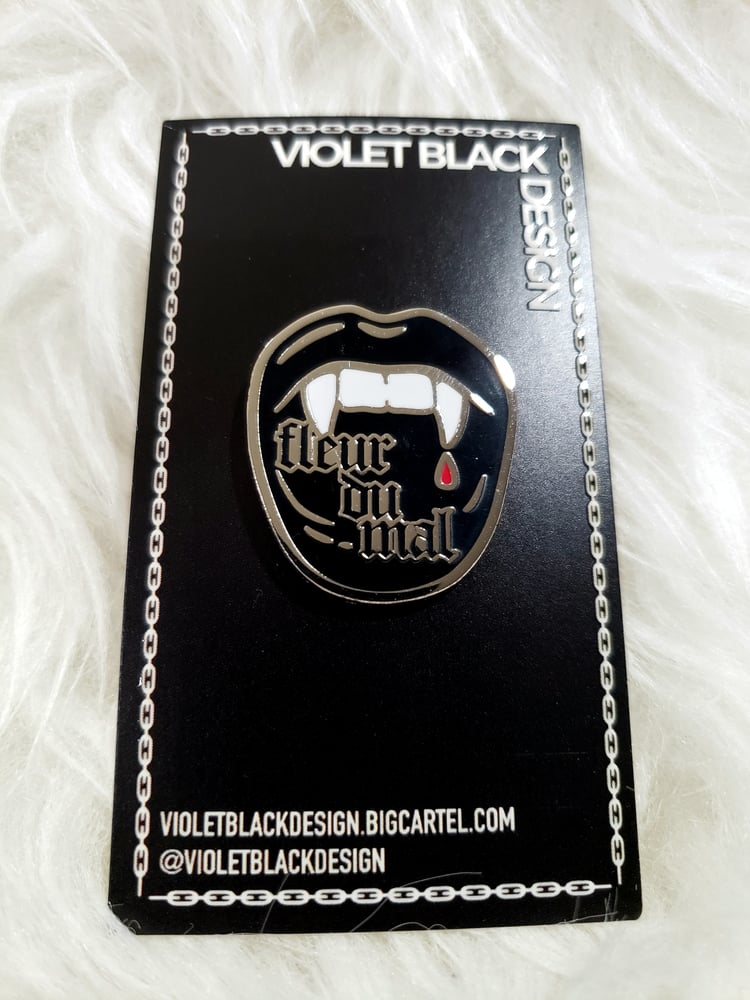 VIOLET BLACK
DESIGN
fleur
du
mal
VIOLETBLACKDESIGN.BIGCARTEL.COM
@VIOLETBLACKDESIGN